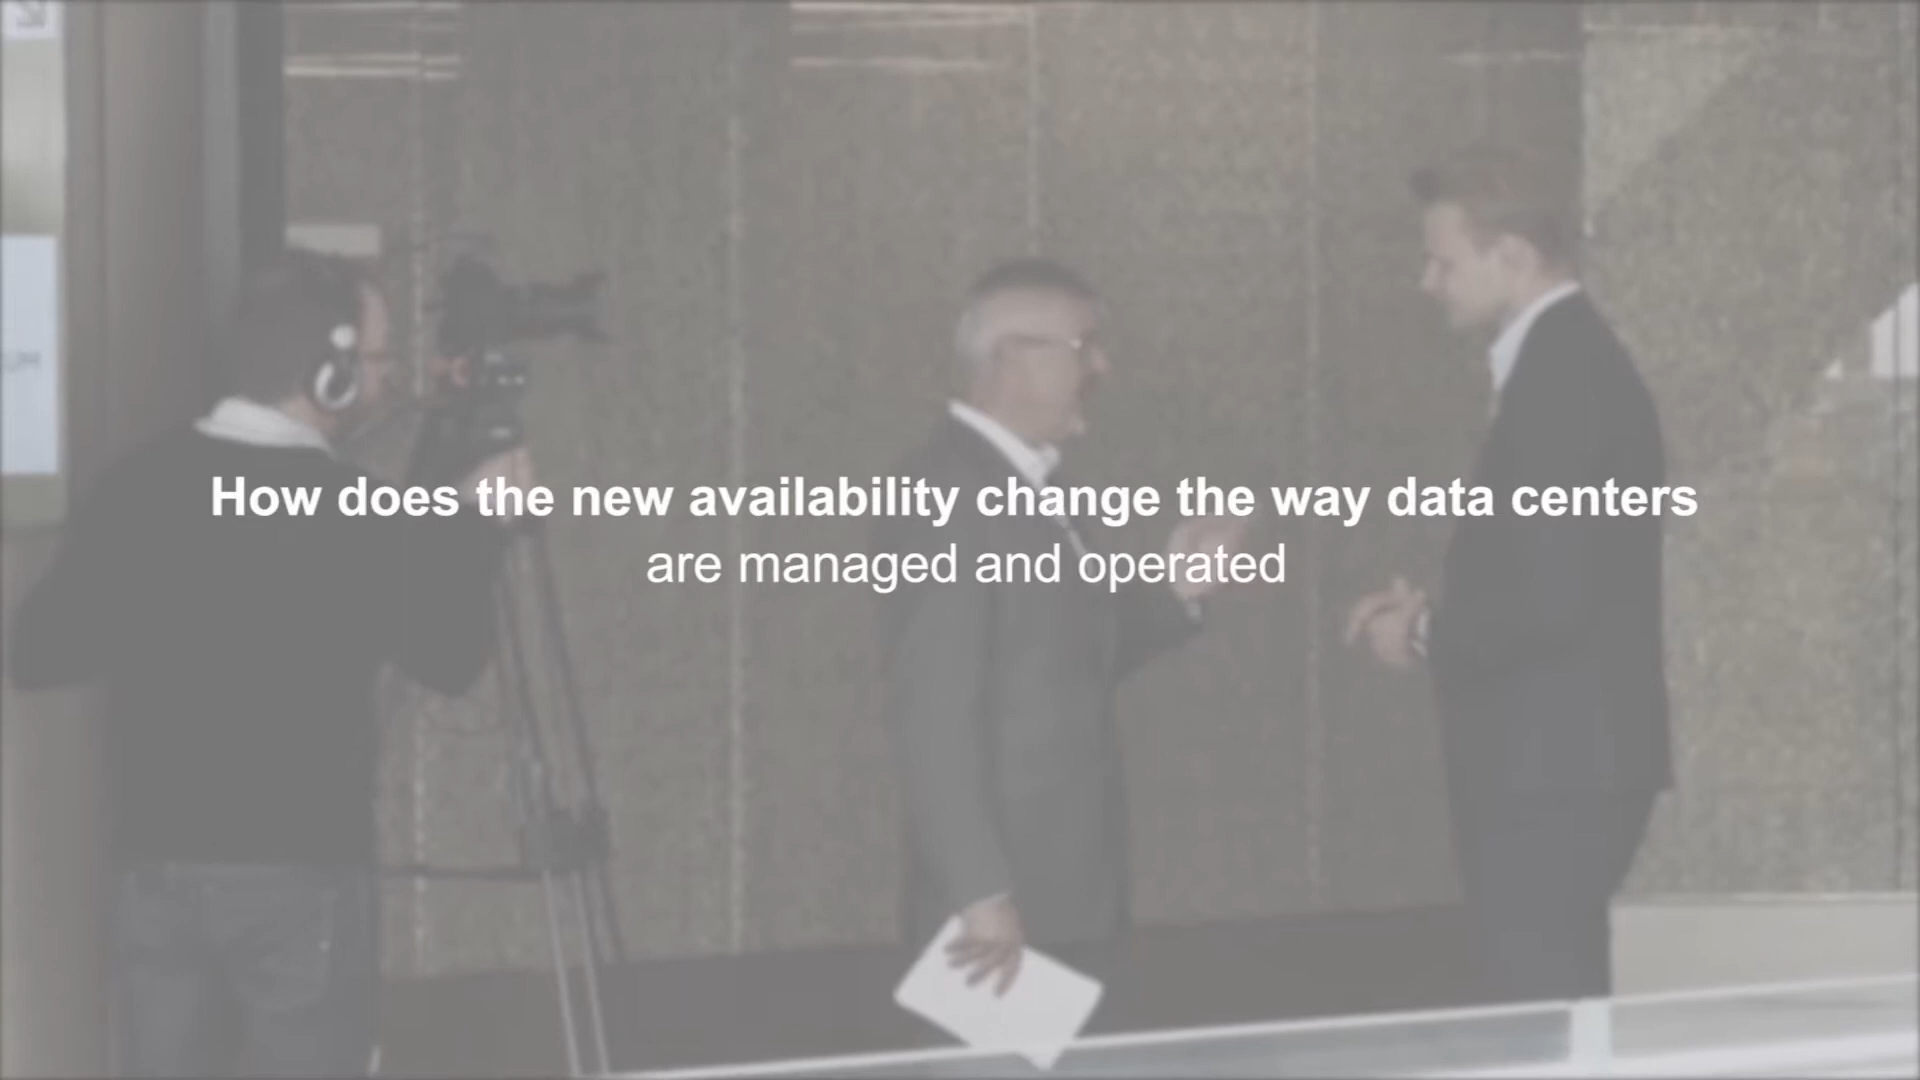 How does the new availability change the way data centers
are managed and operated